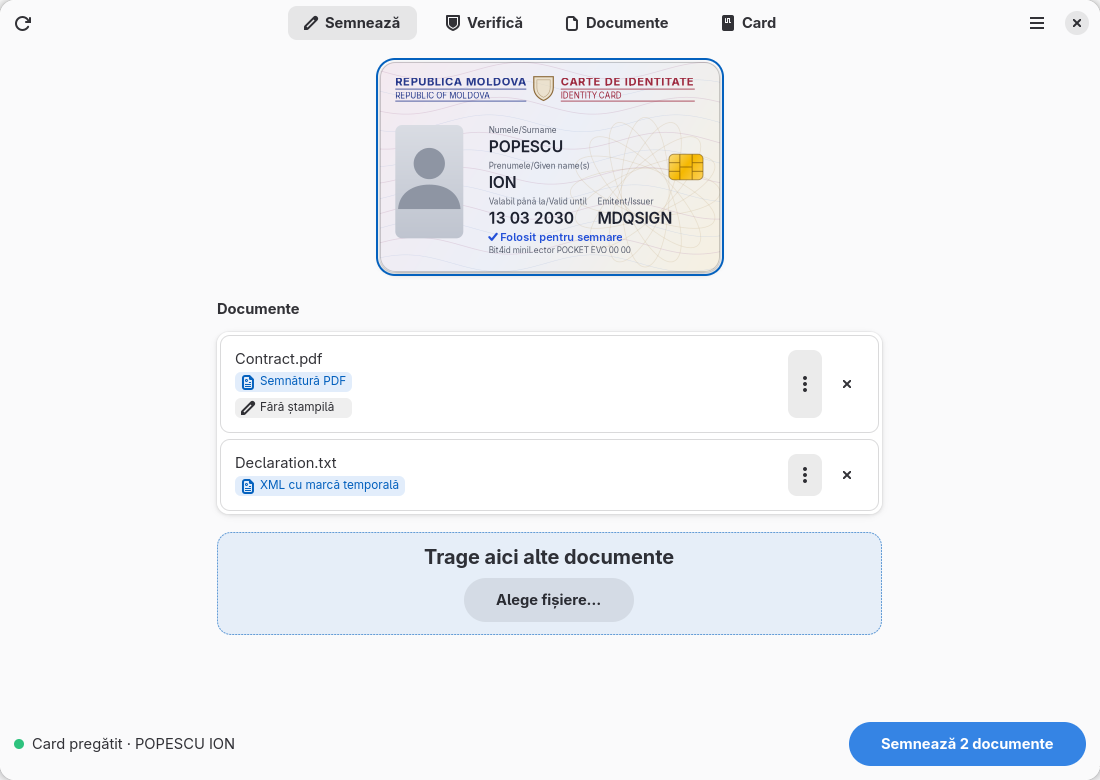 Semnează
Verifică
Documente
Card
REPUBLICA MOLDOVA
REPUBLIC OF MOLDOVA
CARTE DE IDENTITATE
IDENTITY CARD
Numele/Surname
POPESCU
Prenumele/Given name(s)
ION
Valabil până la/Valid until Emitent/Issuer
13 03 2030 MDQSIGN
Folosit pentru semnare
Bit4id miniLector POCKET EVO 00 00
Documente
Contract.pdf
Semnătură PDF
Fără ștampilă
Declaration.txt
XML cu marcă temporală
Trage aici alte documente
Alege fișiere...
Card pregătit · POPESCU ION
Semnează 2 documente